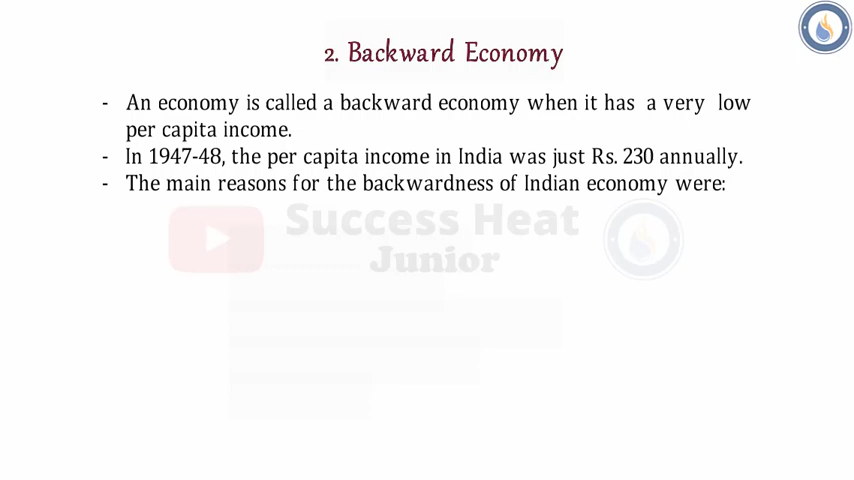 2. Backward Economy
- An economy is called a backward economy when it has a very low
per capita income.
- In 1947-48, the per capita income in India was just Rs. 230 annually.
- The main reasons for the backwardness of Indian economy were:
Success Heat
Junior